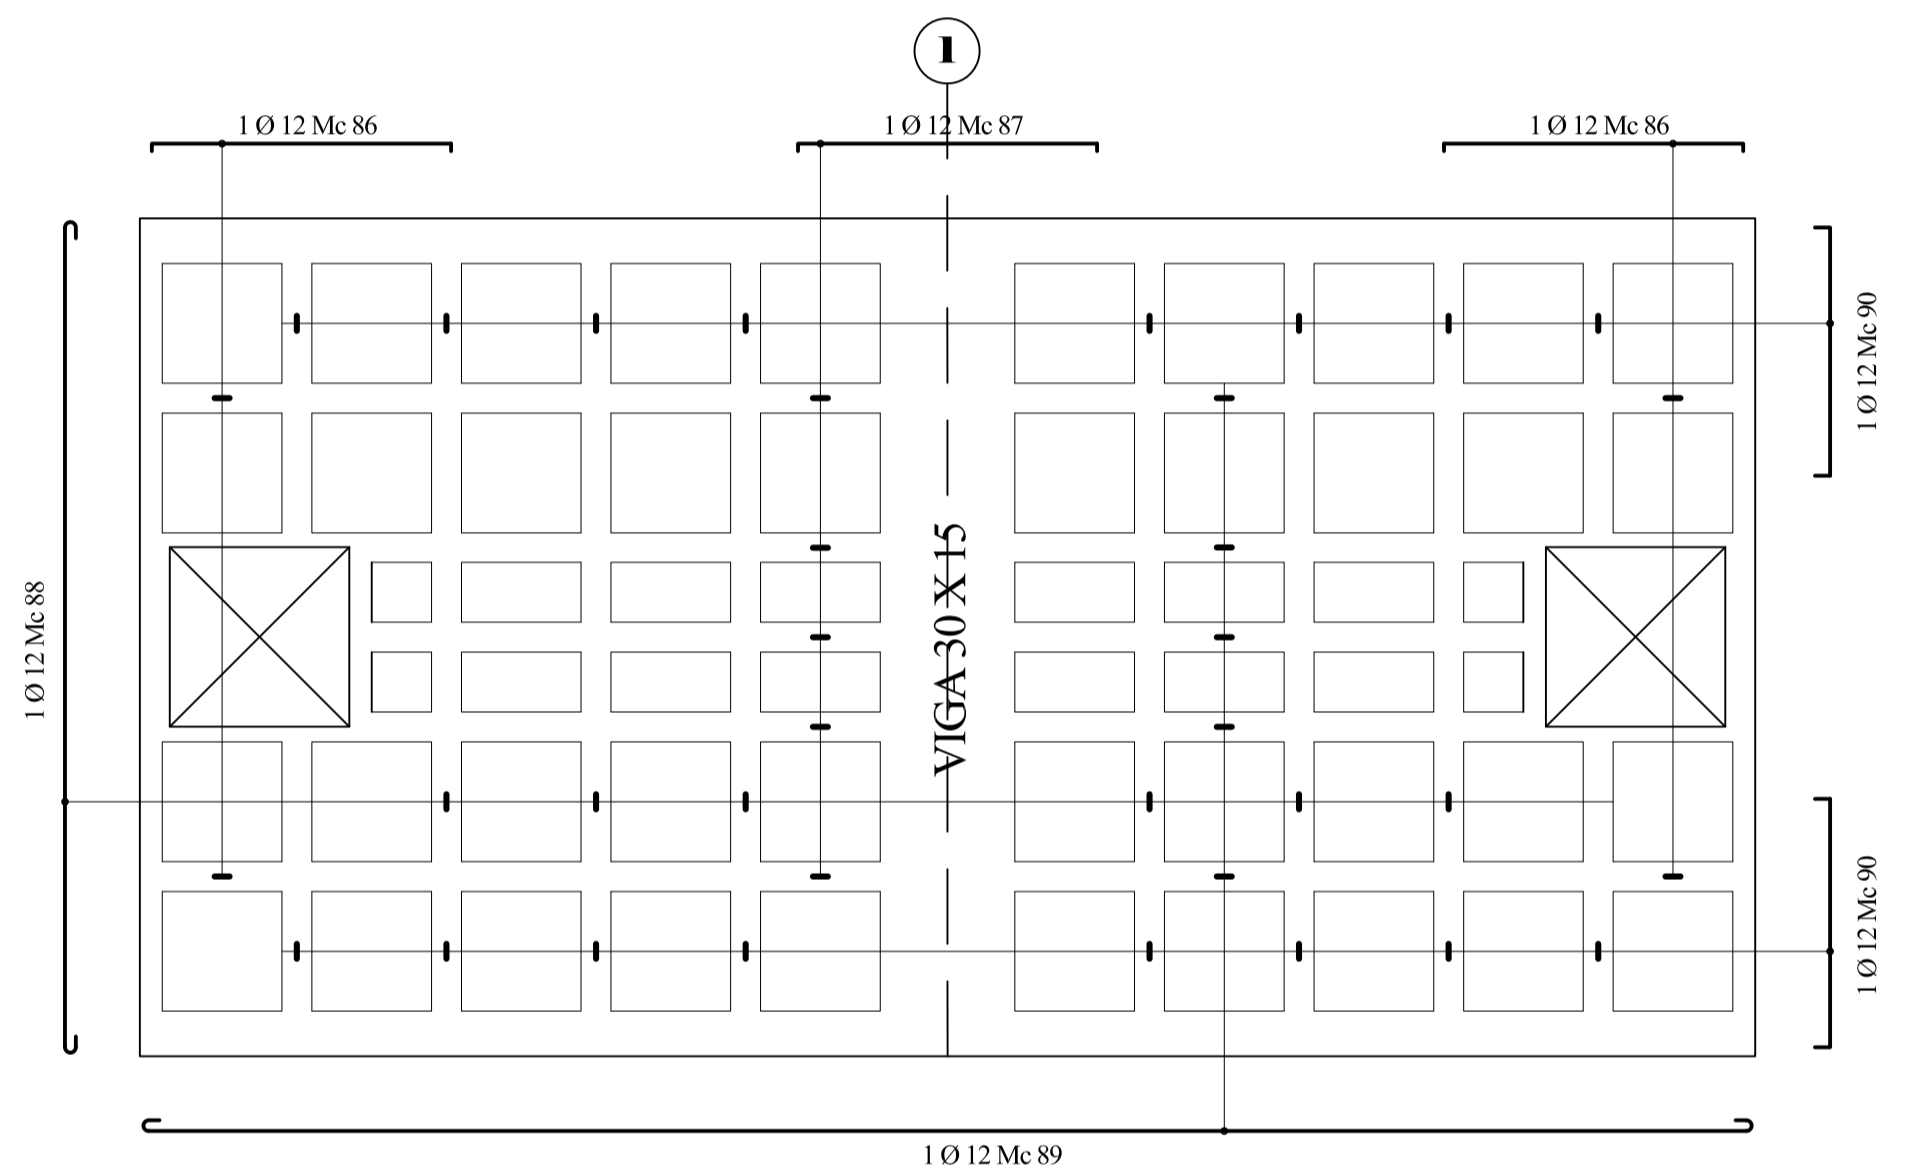 1
1 Ø 12 Mc 86
1 Ø 12 Mc 87
1 Ø 12 Mc 86
1 Ø 12 Mc 90
1 Ø 12 Mc 88
VIGA 30 X 15
1 Ø 12 Mc 90
1 Ø 12 Mc 89